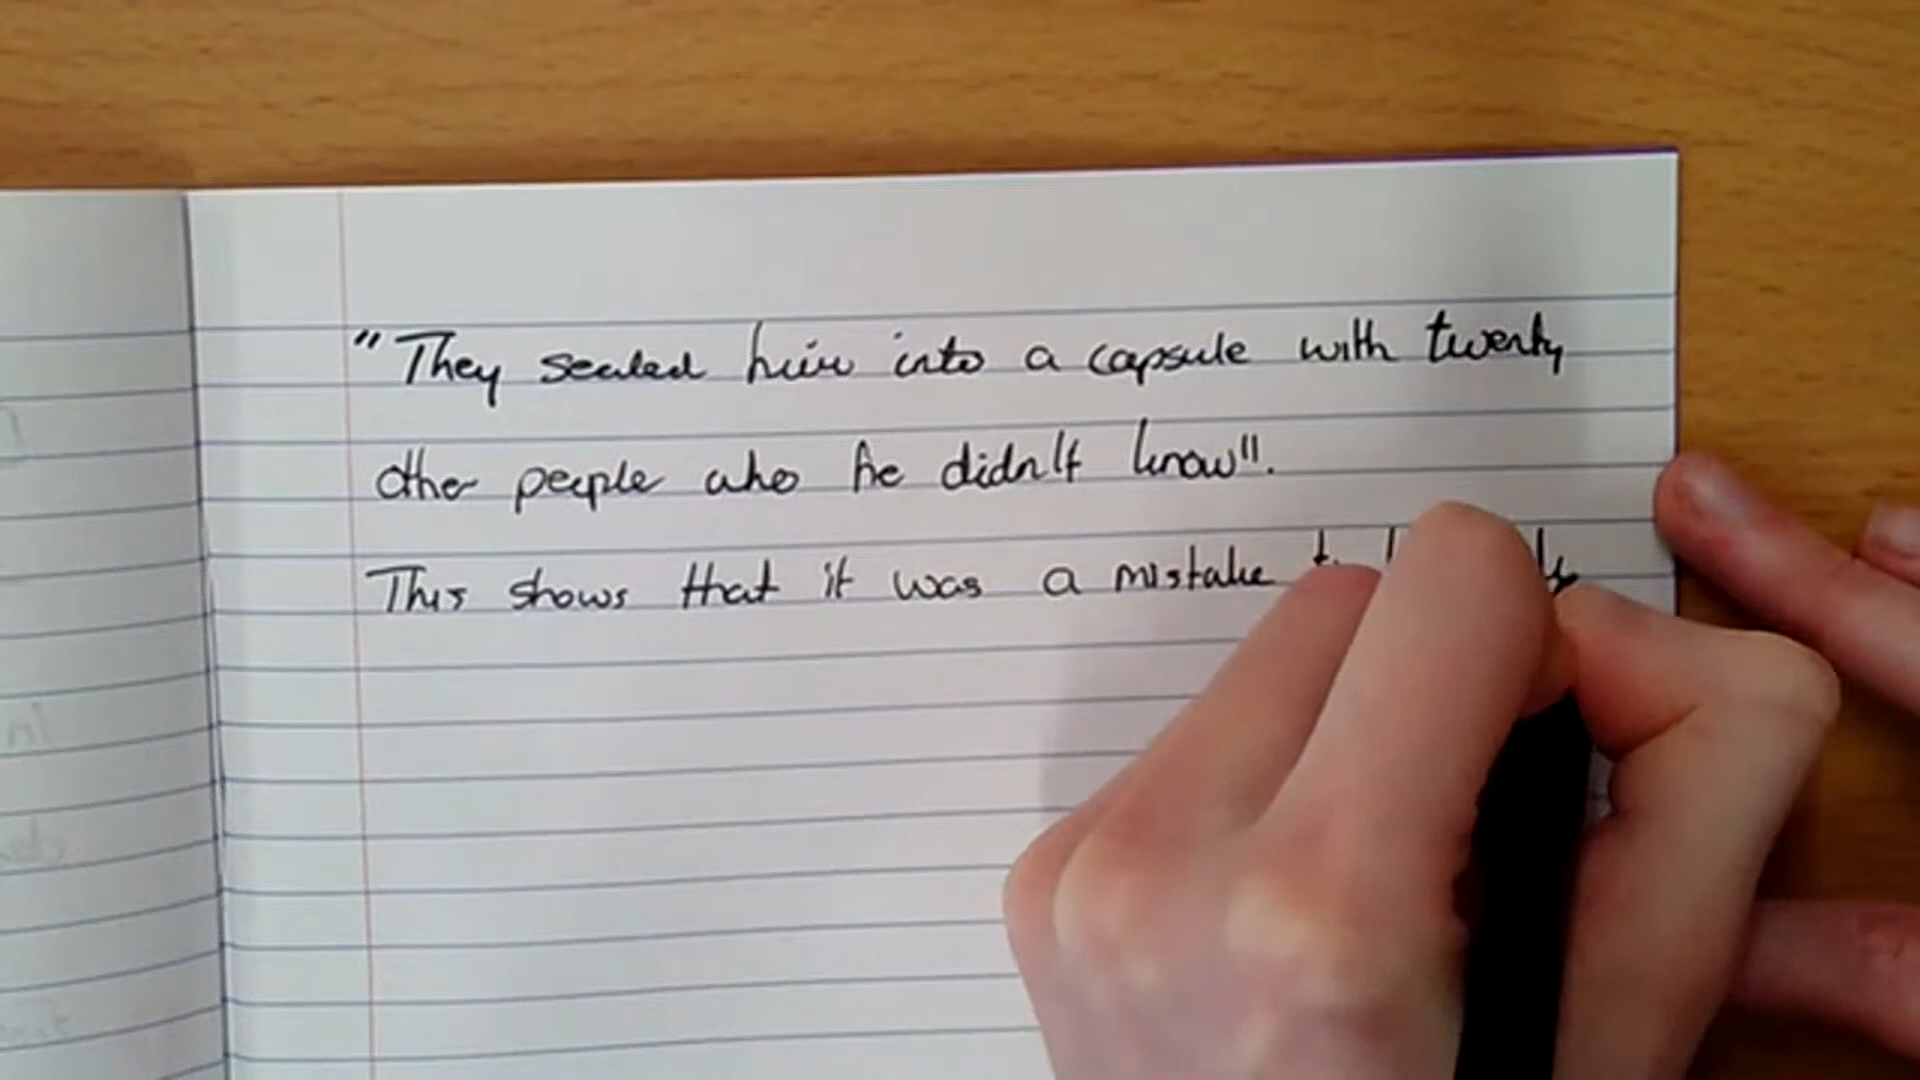 "They sealed him into a capsule with twenty
other people who he didn't know".
This shows that it was a mistake